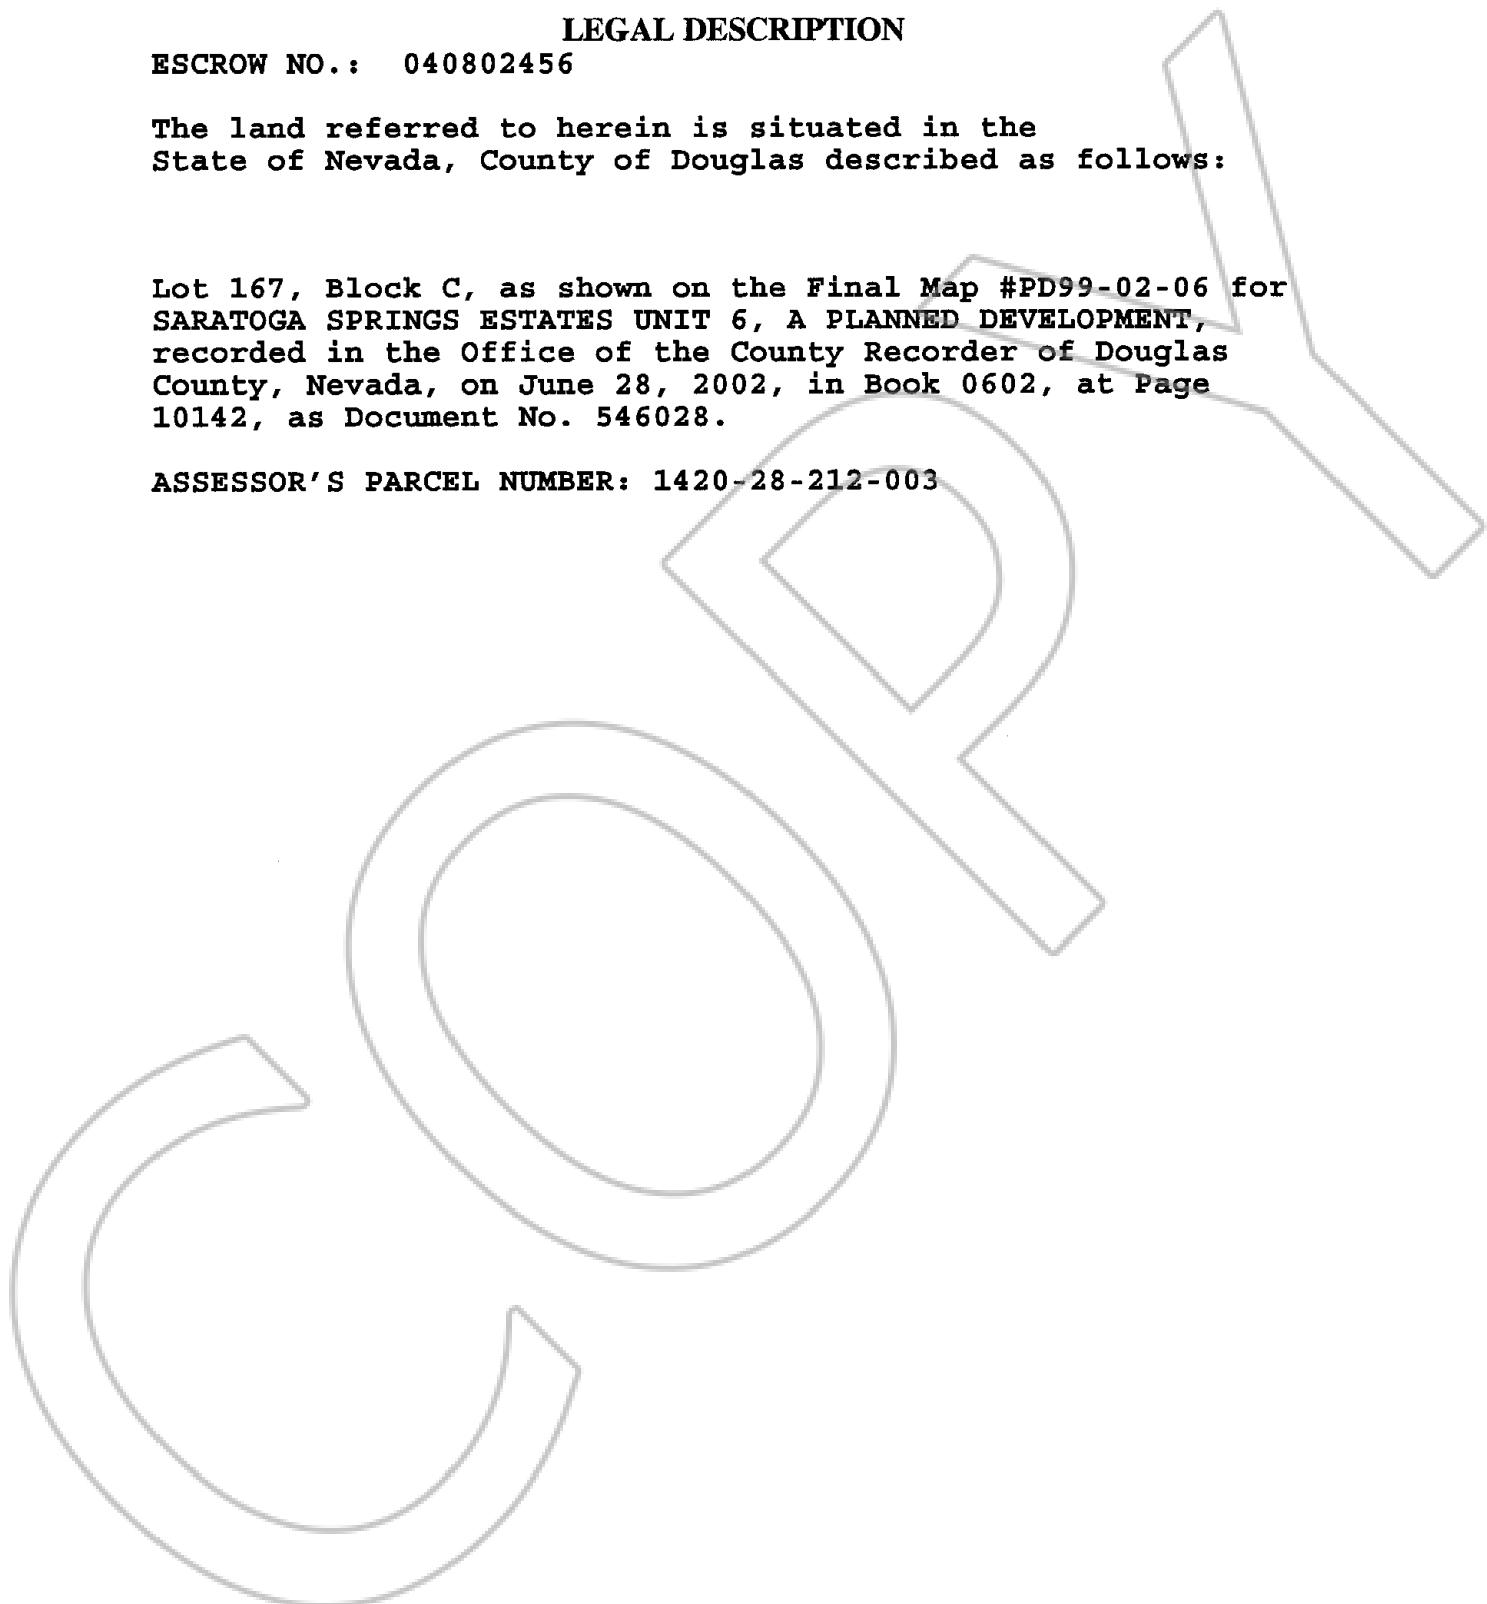 LEGAL DESCRIPTION
ESCROW NO.: 040802456
The land referred to herein is situated in the
State of Nevada, County of Douglas described as follows:
Lot 167, Block C, as shown on the Final Map #PD99-02-06 for
SARATOGA SPRINGS ESTATES UNIT 6, A PLANNED DEVELOPMENT,
recorded in the Office of the County Recorder of Douglas
County, Nevada, on June 28, 2002, in Book 0602, at Page
10142, as Document No. 546028.
ASSESSOR'S PARCEL NUMBER: 1420-28-212-003
COPY